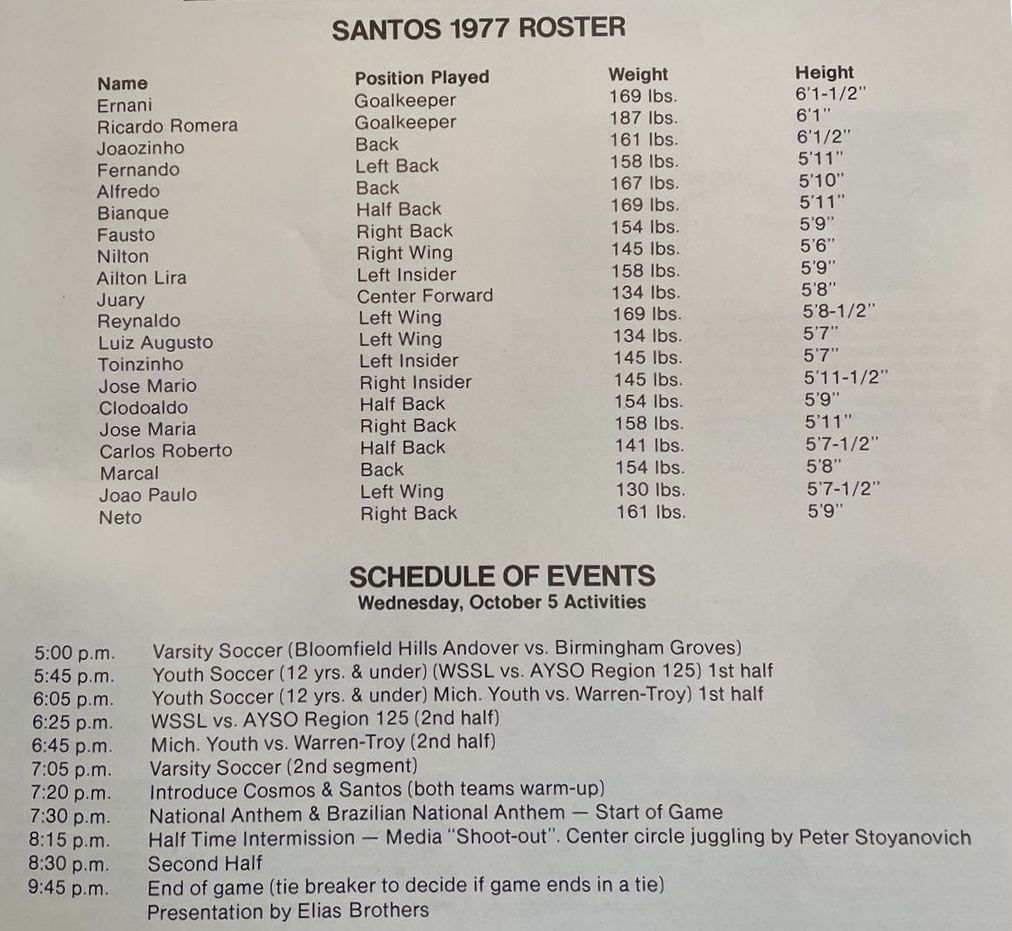 SANTOS 1977 ROSTER
Name Position Played Weight Height
Ernani Goalkeeper 169 lbs. 6'1-1/2"
Ricardo Romera Goalkeeper 187 lbs. 6'1"
Joaozinho Back 161 lbs. 6'1/2"
Fernando Left Back 158 lbs. 5'11"
Alfredo Back 167 lbs. 5'10"
Bianque Half Back 169 lbs. 5'11"
Fausto Right Back 154 lbs. 5'9"
Nilton Right Wing 145 lbs. 5'6"
Ailton Lira Left Insider 158 lbs. 5'9"
Juary Center Forward 134 lbs. 5'8"
Reynaldo Left Wing 169 lbs. 5'8-1/2"
Luiz Augusto Left Wing 134 lbs. 5'7"
Toinzinho Left Insider 145 lbs. 5'7"
Jose Mario Right Insider 145 lbs. 5'11-1/2"
Clodoaldo Half Back 154 lbs. 5'9"
Jose Maria Right Back 158 lbs. 5'11"
Carlos Roberto Half Back 141 lbs. 5'7-1/2"
Marcal Back 154 lbs. 5'8"
Joao Paulo Left Wing 130 lbs. 5'7-1/2"
Neto Right Back 161 lbs. 5'9"
SCHEDULE OF EVENTS
Wednesday, October 5 Activities
5:00 p.m. Varsity Soccer (Bloomfield Hills Andover vs. Birmingham Groves)
5:45 p.m. Youth Soccer (12 yrs. & under) (WSSL vs. AYSO Region 125) 1st half
6:05 p.m. Youth Soccer (12 yrs. & under) Mich. Youth vs. Warren-Troy) 1st half
6:25 p.m. WSSL vs. AYSO Region 125 (2nd half)
6:45 p.m. Mich. Youth vs. Warren-Troy (2nd half)
7:05 p.m. Varsity Soccer (2nd segment)
7:20 p.m. Introduce Cosmos & Santos (both teams warm-up)
7:30 p.m. National Anthem & Brazilian National Anthem — Start of Game
8:15 p.m. Half Time Intermission — Media "Shoot-out". Center circle juggling by Peter Stoyanovich
8:30 p.m. Second Half
9:45 p.m. End of game (tie breaker to decide if game ends in a tie)
Presentation by Elias Brothers